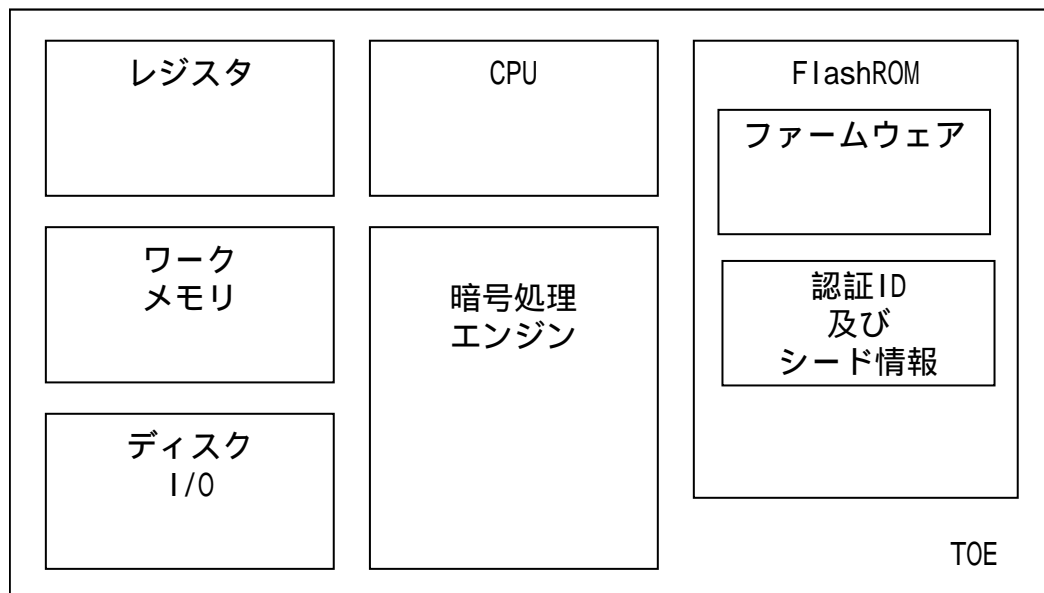 レジスタ
CPU
FlashROM
ファームウェア
ワーク
メモリ
暗号処理
エンジン
認証ID
及び
シード情報
ディスク
I/O
TOE